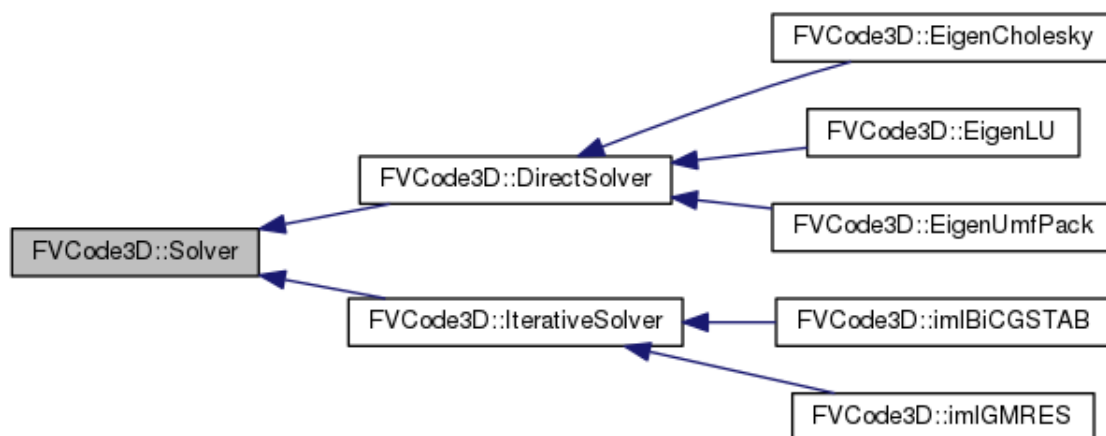 FVCode3D::EigenCholesky
FVCode3D::EigenLU
FVCode3D::DirectSolver
FVCode3D::EigenUmfPack
FVCode3D::Solver
FVCode3D::IterativeSolver
FVCode3D::imlBiCGSTAB
FVCode3D::imlGMRES